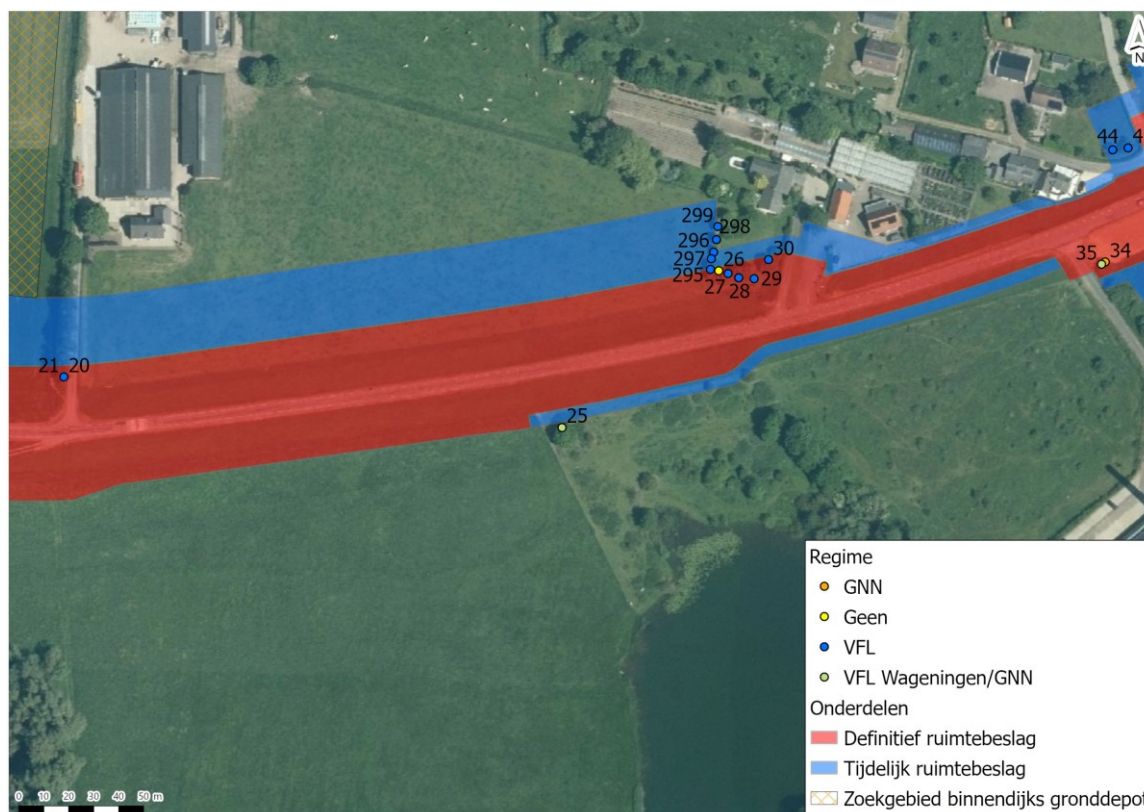 N
44
4
299
298
296
30
297
26
35
34
295
27
28
29
21
20
25
Regime
GNN
Geen
VFL
VFL Wageningen/GNN
Onderdelen
Definitief ruimtebeslag
Tijdelijk ruimtebeslag
Zoekgebied binnendijks gronddepot
0 10 20 30 40 50 m